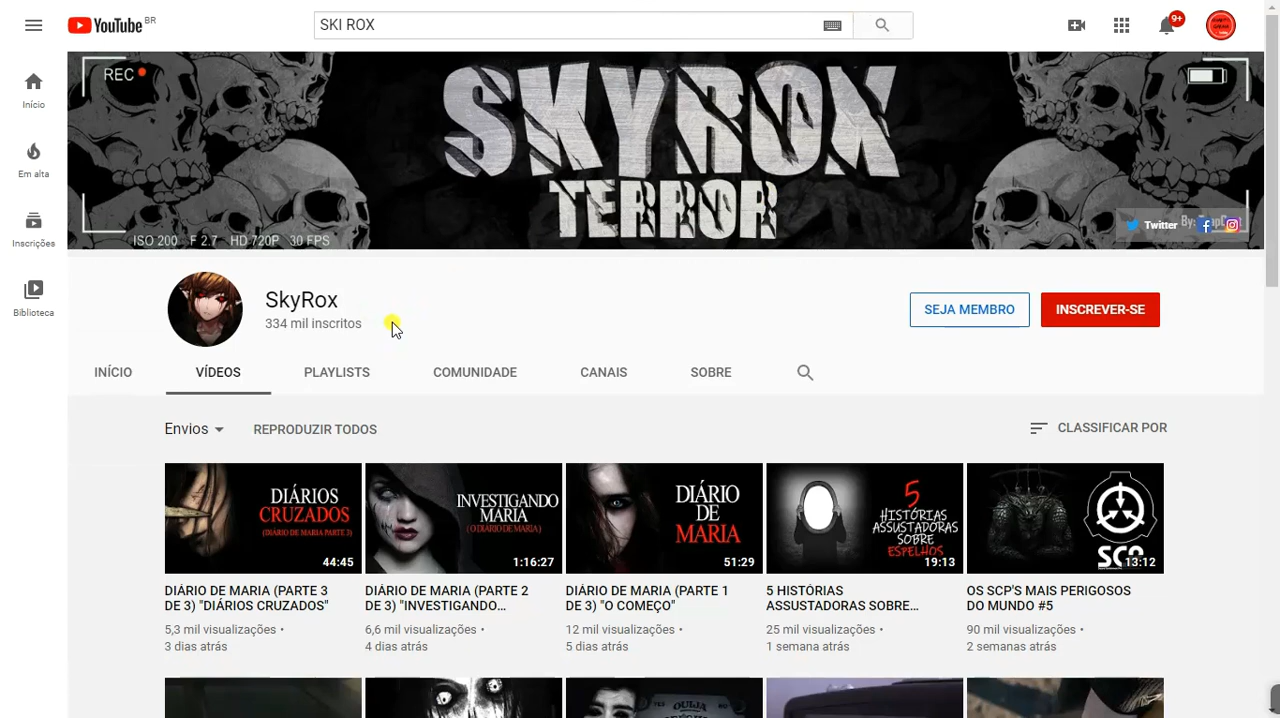 YouTube BR
SKI ROX
9+
Início
Em alta
Inscrições
Biblioteca
REC
SKYROX
TERROR
ISO 200 F 2.7 HD 720P 30 FPS
Twitter By:
SkyRox
334 mil inscritos
SEJA MEMBRO
INSCREVER-SE
INÍCIO
VÍDEOS
PLAYLISTS
COMUNIDADE
CANAIS
SOBRE
Envios
REPRODUZIR TODOS
CLASSIFICAR POR
DIÁRIOS
CRUZADOS
(DIÁRIO DE MARIA PARTE 3)
44:45
INVESTIGANDO
MARIA
(O DIÁRIO DE MARIA)
1:16:27
DIÁRIO
DE
MARIA
51:29
5
HISTÓRIAS
ASSUSTADORAS
SOBRE
ESPELHOS
19:13
SCP
13:12
DIÁRIO DE MARIA (PARTE 3
DE 3) "DIÁRIOS CRUZADOS"
5,3 mil visualizações •
3 dias atrás
DIÁRIO DE MARIA (PARTE 2
DE 3) "INVESTIGANDO...
6,6 mil visualizações •
4 dias atrás
DIÁRIO DE MARIA (PARTE 1
DE 3) "O COMEÇO"
12 mil visualizações •
5 dias atrás
5 HISTÓRIAS
ASSUSTADORAS SOBRE...
25 mil visualizações •
1 semana atrás
OS SCP'S MAIS PERIGOSOS
DO MUNDO #5
90 mil visualizações •
2 semanas atrás
YES
OUIJA
NO